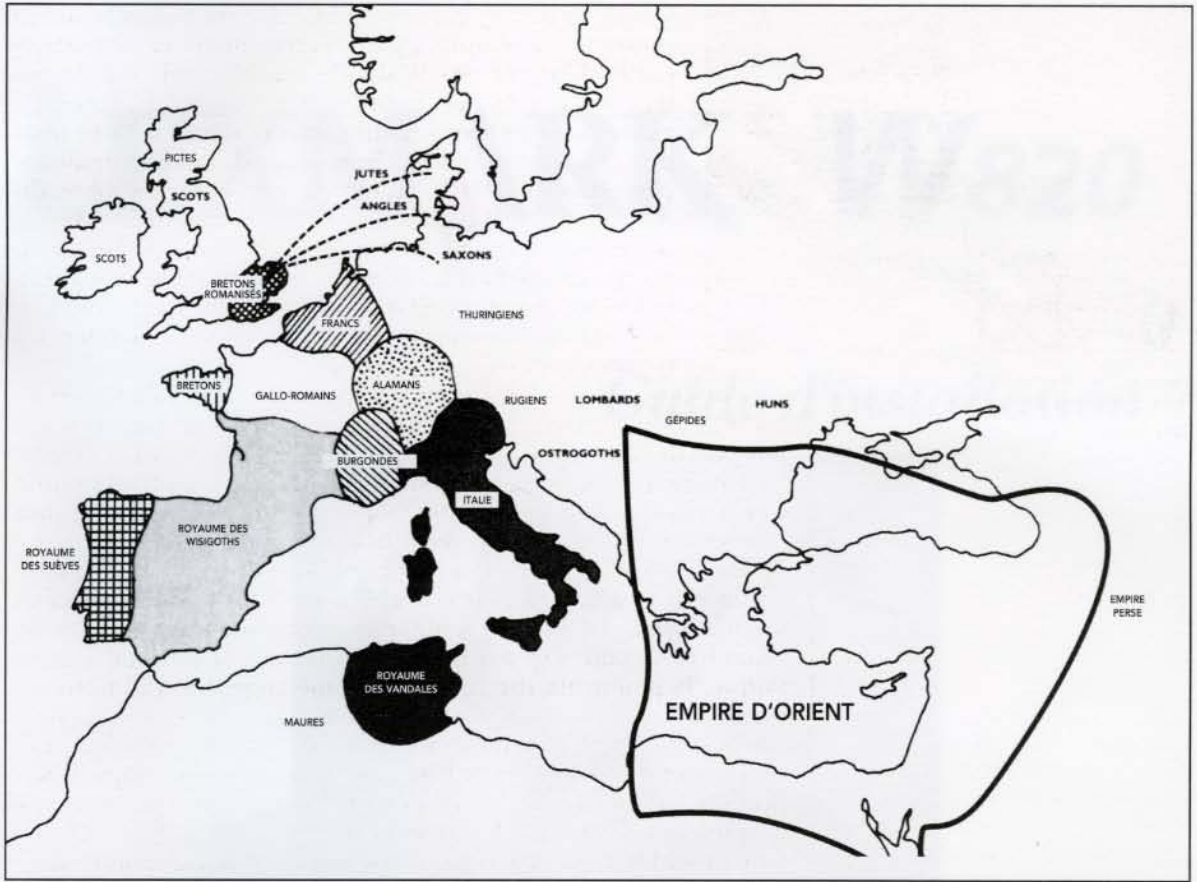 PICTES
SCOTS
SCOTS
JUTES
ANGLES
SAXONS
BRETONS
ROMANISÉS
FRANCS
THURINGIENS
BRETONS
GALLO-ROMAINS
ALAMANS
RUGIENS
LOMBARDS
HUNS
GÉPIDES
OSTROGOTHS
BURGONDES
ITALIE
ROYAUME
DES SUÈVES
ROYAUME DES
WISIGOTHS
ROYAUME
DES VANDALES
MAURES
EMPIRE D'ORIENT
EMPIRE
PERSE